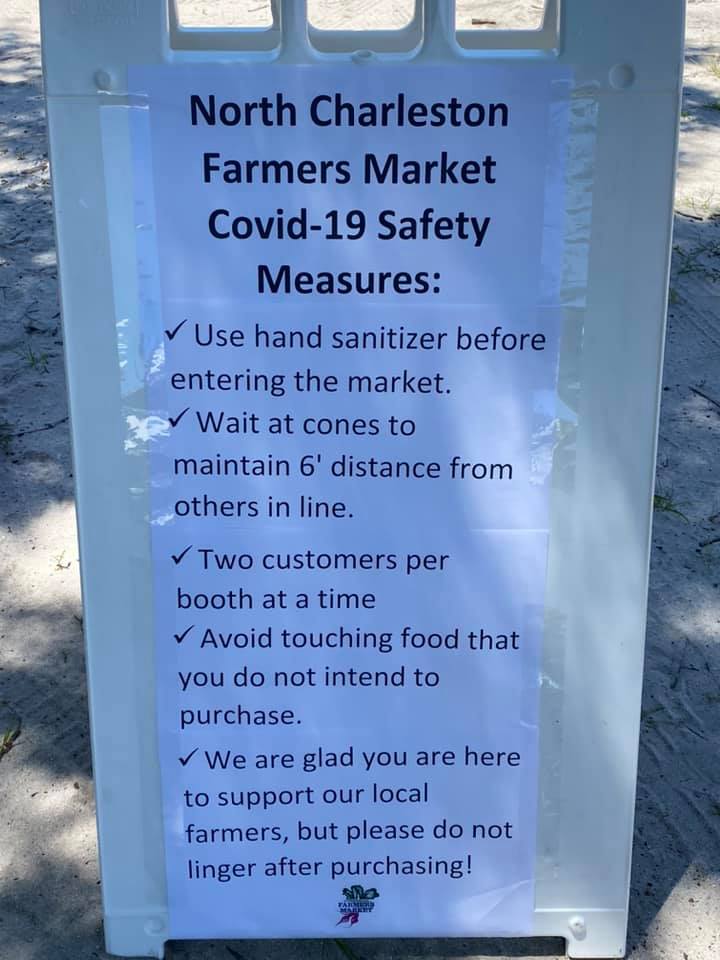 North Charleston
Farmers Market
Covid-19 Safety
Measures:
✓ Use hand sanitizer before
entering the market.
✓ Wait at cones to
maintain 6' distance from
others in line.
✓ Two customers per
booth at a time
✓ Avoid touching food that
you do not intend to
purchase.
✓ We are glad you are here
to support our local
farmers, but please do not
linger after purchasing!
FARMERS
MARKET